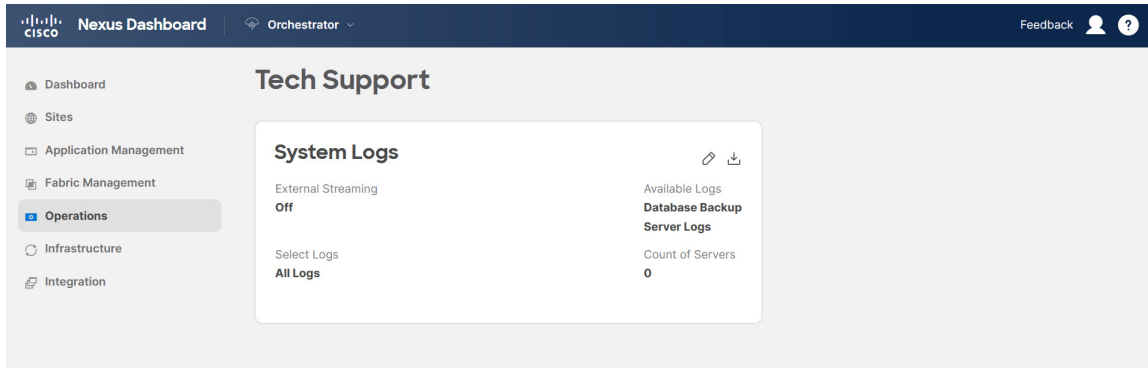 CISCO
Nexus Dashboard
Orchestrator
Feedback
?
Dashboard
Sites
Application Management
Fabric Management
Operations
Infrastructure
Integration
Tech Support
System Logs
External Streaming
Off
Available Logs
Database Backup
Server Logs
Select Logs
All Logs
Count of Servers
0